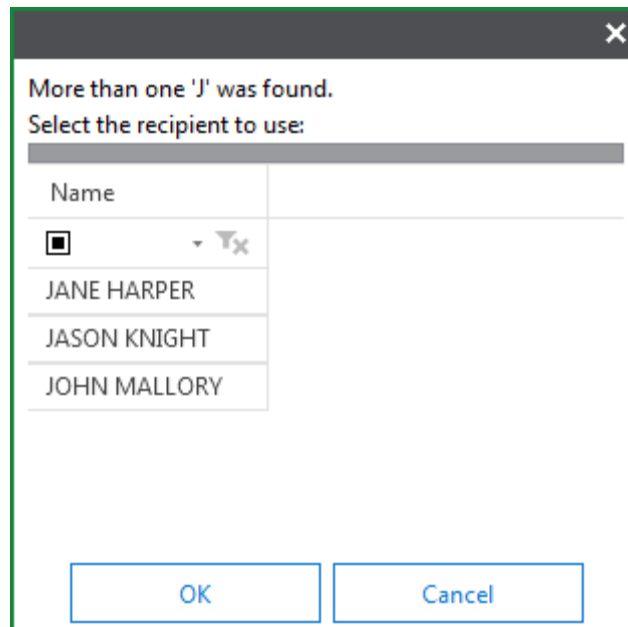 More than one 'J' was found.
Select the recipient to use:
Name
JANE HARPER
JASON KNIGHT
JOHN MALLORY
OK Cancel